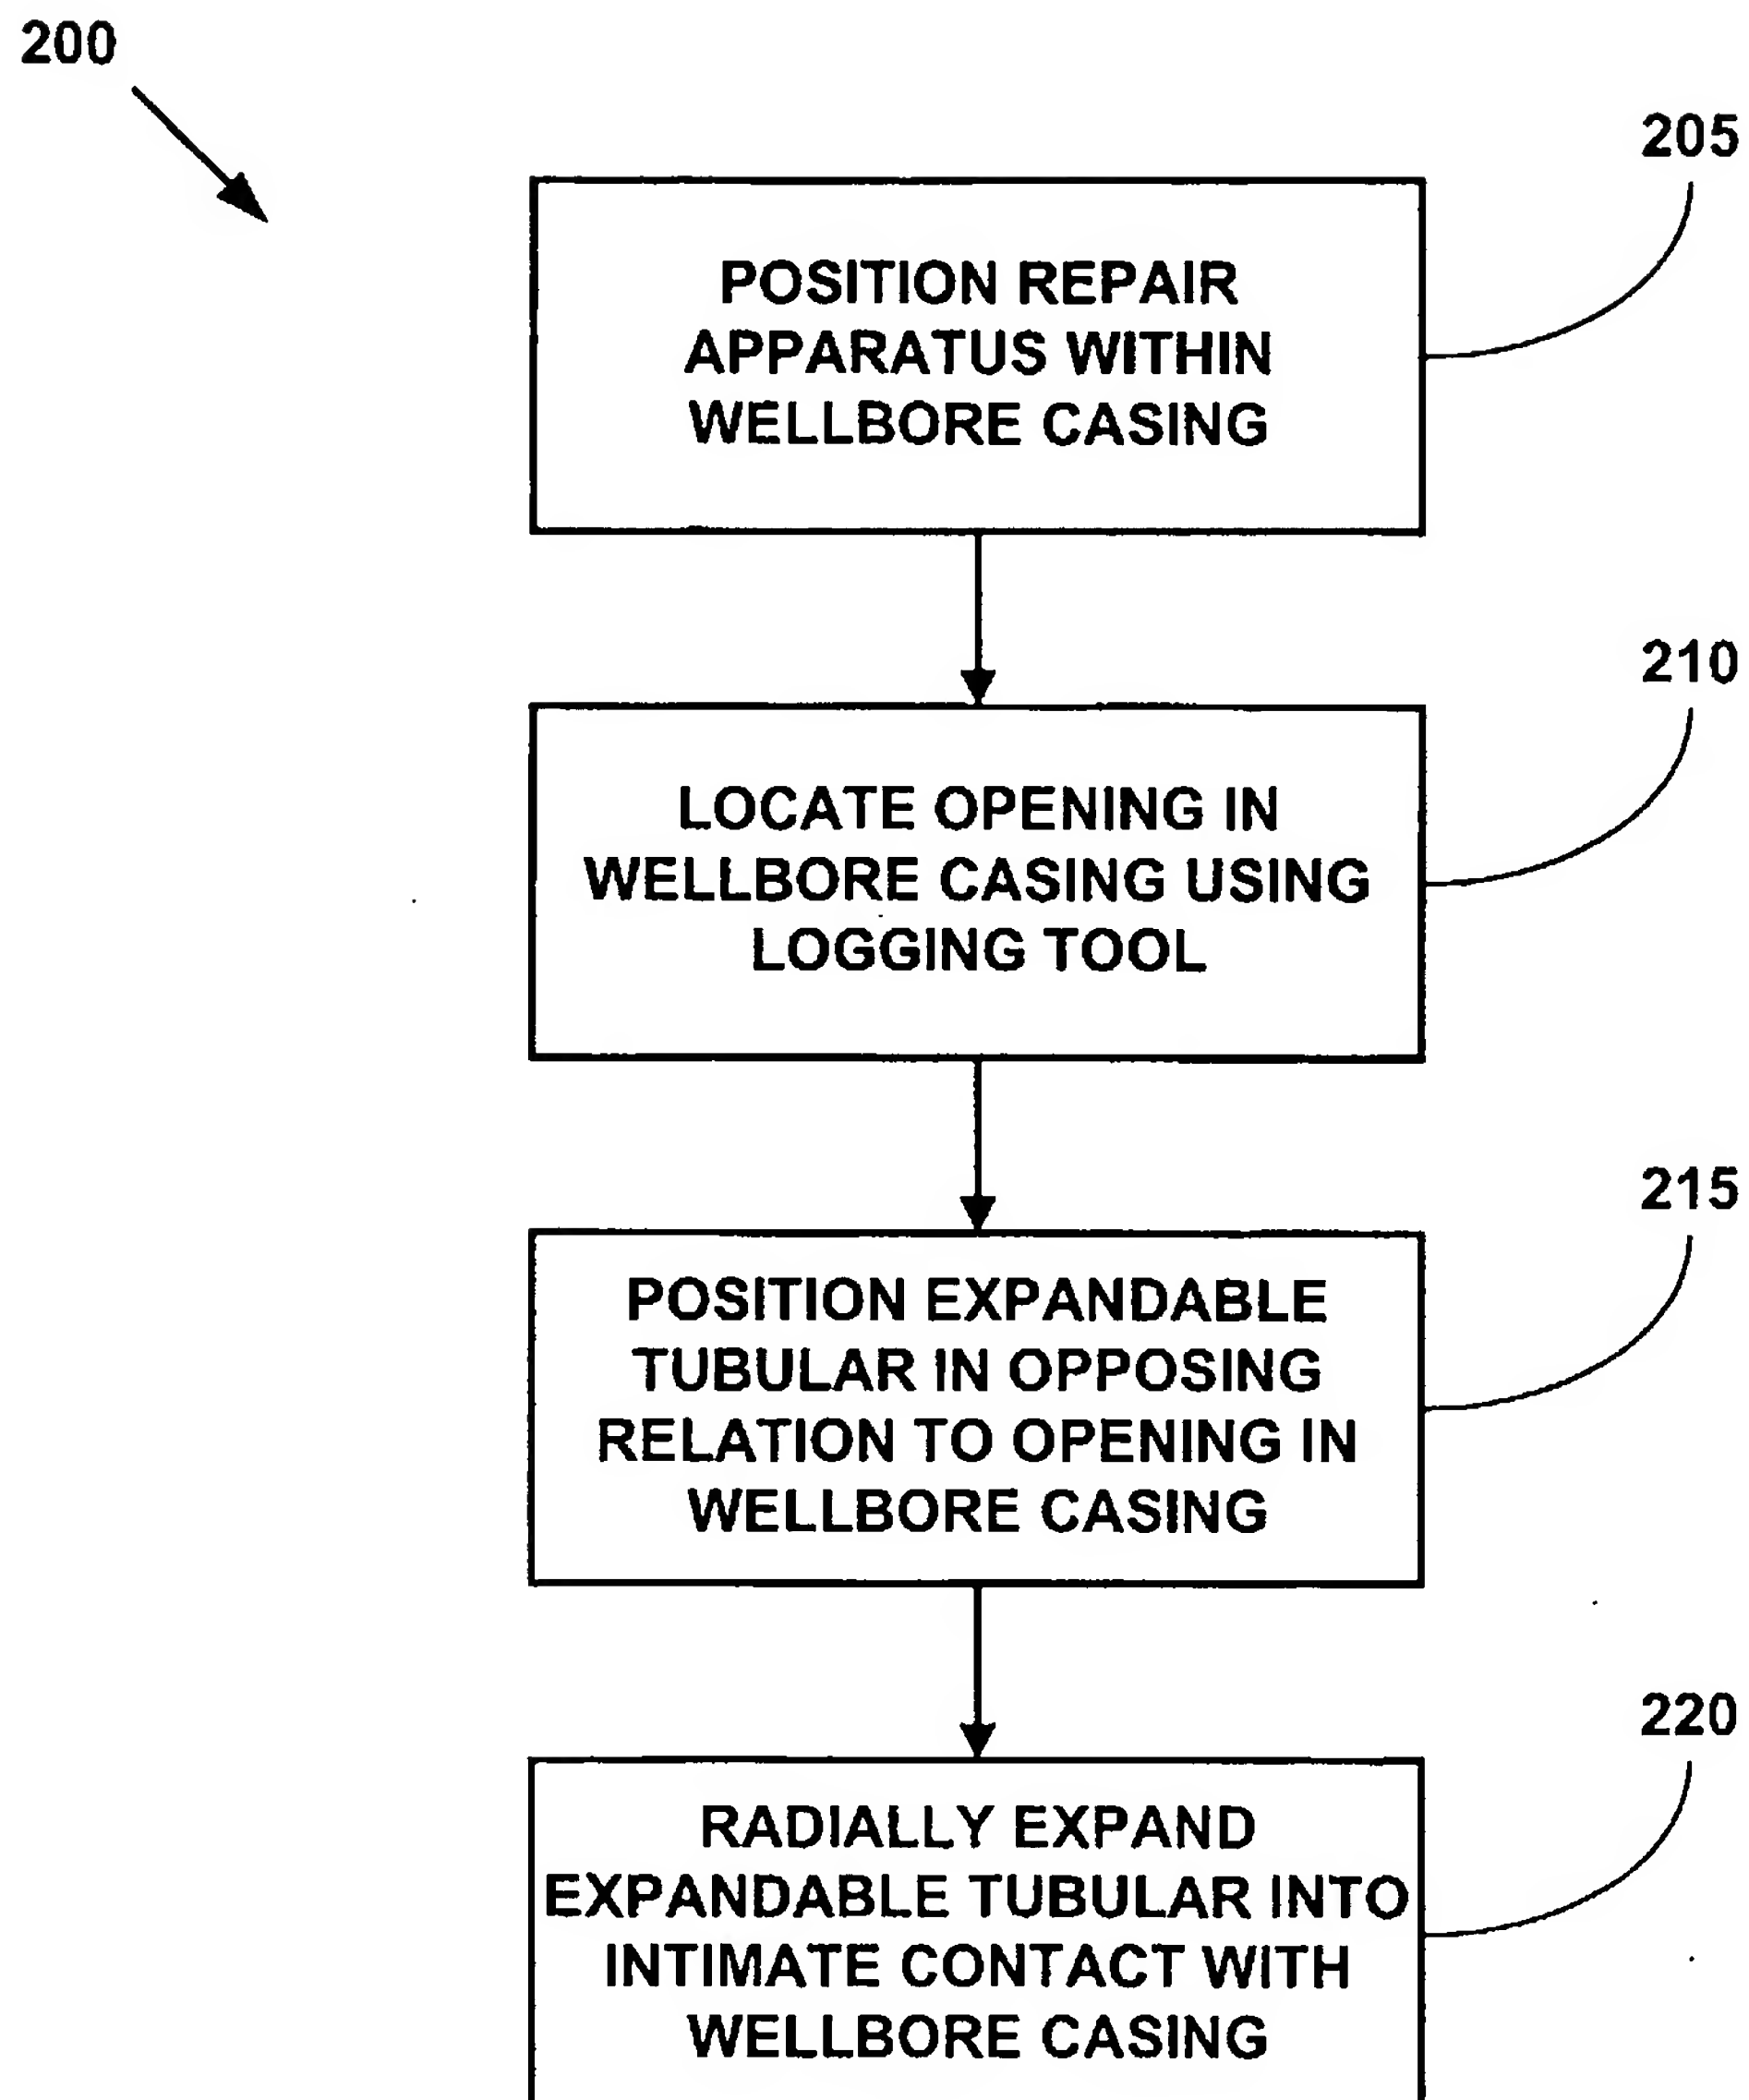 200
205
POSITION REPAIR
APPARATUS WITHIN
WELLBORE CASING
210
LOCATE OPENING IN
WELLBORE CASING USING
LOGGING TOOL
215
POSITION EXPANDABLE
TUBULAR IN OPPOSING
RELATION TO OPENING IN
WELLBORE CASING
220
RADIALLY EXPAND
EXPANDABLE TUBULAR INTO
INTIMATE CONTACT WITH
WELLBORE CASING